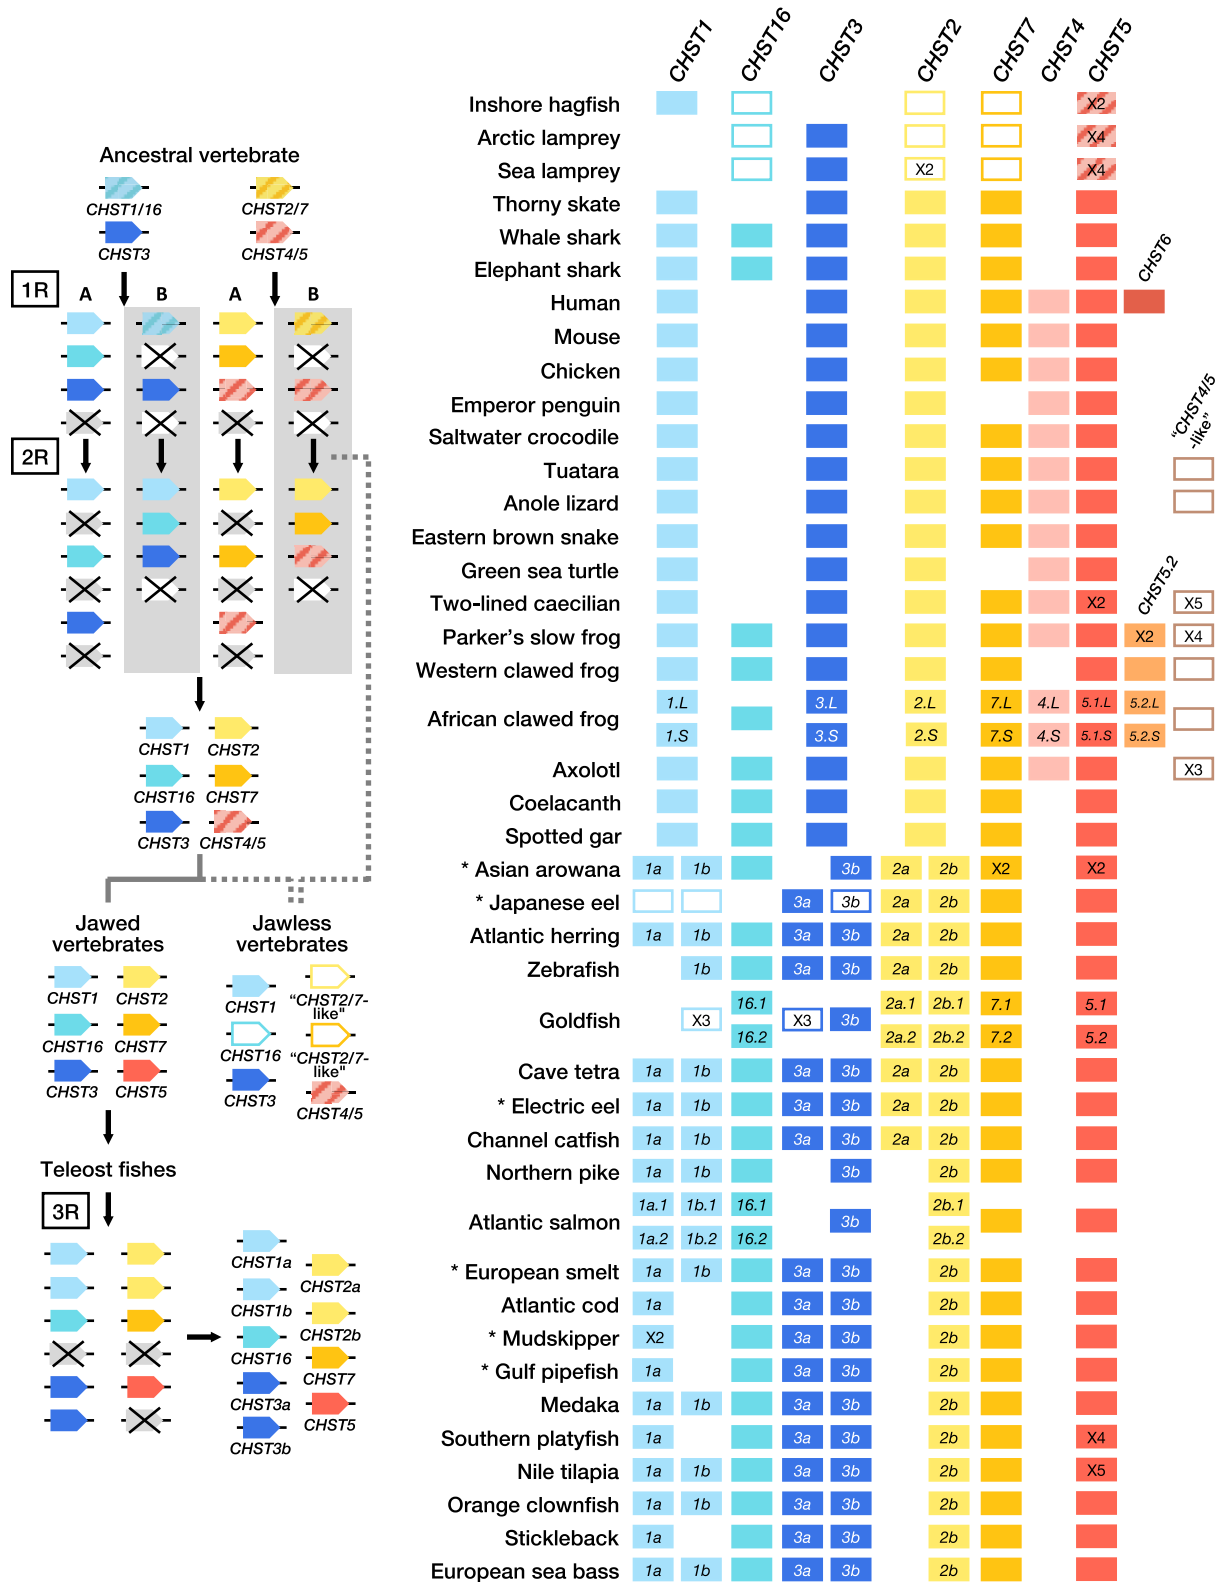 Ancestral vertebrate
CHST1/16
CHST2/7
CHST3
CHST4/5
1R
A
B
A
B
2R
CHST1
CHST2
CHST16
CHST7
CHST3
CHST4/5
Jawed
vertebrates
CHST1
CHST2
CHST16
CHST7
CHST3
CHST5
Jawless
vertebrates
CHST1
"CHST2/7-
like"
CHST16
"CHST2/7-
like"
CHST3
CHST4/5
Teleost fishes
3R
CHST1a
CHST2a
CHST1b
CHST2b
CHST16
CHST7
CHST3a
CHST5
CHST3b
CHST1
CHST16
CHST3
CHST2
CHST7
CHST4
CHST5
Inshore hagfish X2
Arctic lamprey X4
Sea lamprey X2 X4
Thorny skate
Whale shark
Elephant shark
CHST6
Human
Mouse
Chicken
Emperor penguin
"CHST4/5
-like"
Saltwater crocodile
Tuatara
Anole lizard
Eastern brown snake
Green sea turtle
CHST5.2
Two-lined caecilian X2 X5
Parker's slow frog X2 X4
Western clawed frog
African clawed frog
1.L 3.L 2.L 7.L 4.L 5.1.L 5.2.L
1.S 3.S 2.S 7.S 4.S 5.1.S 5.2.S
Axolotl X3
Coelacanth
Spotted gar
* Asian arowana 1a 1b 3b 2a 2b X2 X2
* Japanese eel 3a 3b 2a 2b
Atlantic herring 1a 1b 3a 3b 2a 2b
Zebrafish 1b 3a 3b 2a 2b
Goldfish X3 X3 3b
16.1 2a.1 2b.1 7.1 5.1
16.2 2a.2 2b.2 7.2 5.2
Cave tetra 1a 1b 3a 3b 2a 2b
* Electric eel 1a 1b 3a 3b 2a 2b
Channel catfish 1a 1b 3a 3b 2a 2b
Northern pike 1a 1b 3b 2b
Atlantic salmon 3b
1a.1 1b.1 16.1 2b.1
1a.2 1b.2 16.2 2b.2
* European smelt 1a 1b 3a 3b 2b
Atlantic cod 1a 3a 3b 2b
* Mudskipper X2 3a 3b 2b
* Gulf pipefish 1a 3a 3b 2b
Medaka 1a 1b 3a 3b 2b
Southern platyfish 1a 3a 3b 2b X4
Nile tilapia 1a 1b 3a 3b 2b X5
Orange clownfish 1a 1b 3a 3b 2b
Stickleback 1a 3a 3b 2b
European sea bass 1a 1b 3a 3b 2b